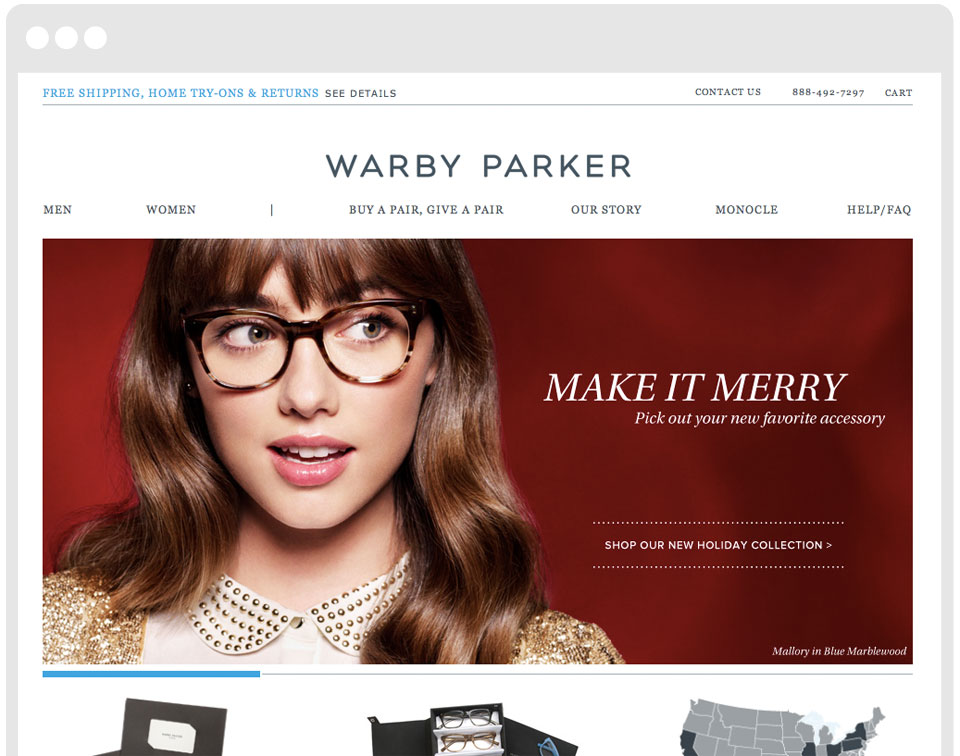 FREE SHIPPING, HOME TRY-ONS & RETURNS SEE DETAILS CONTACT US 888-492-7297 CART
WARBY PARKER
MEN WOMEN | BUY A PAIR, GIVE A PAIR OUR STORY MONOCLE HELP/FAQ
MAKE IT MERRY
Pick out your new favorite accessory
SHOP OUR NEW HOLIDAY COLLECTION >
Mallory in Blue Marblewood